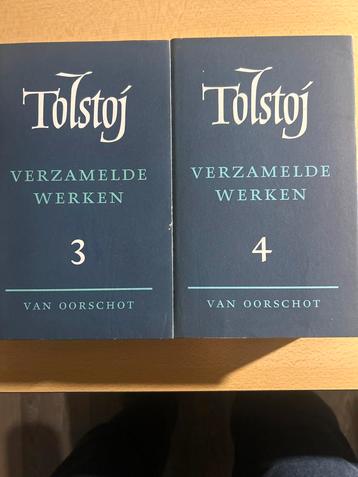 Tolstoj
VERZAMELDE
WERKEN
3
VAN OORSCHOT
Tolstoj
VERZAMELDE
WERKEN
4
VAN OORSCHOT